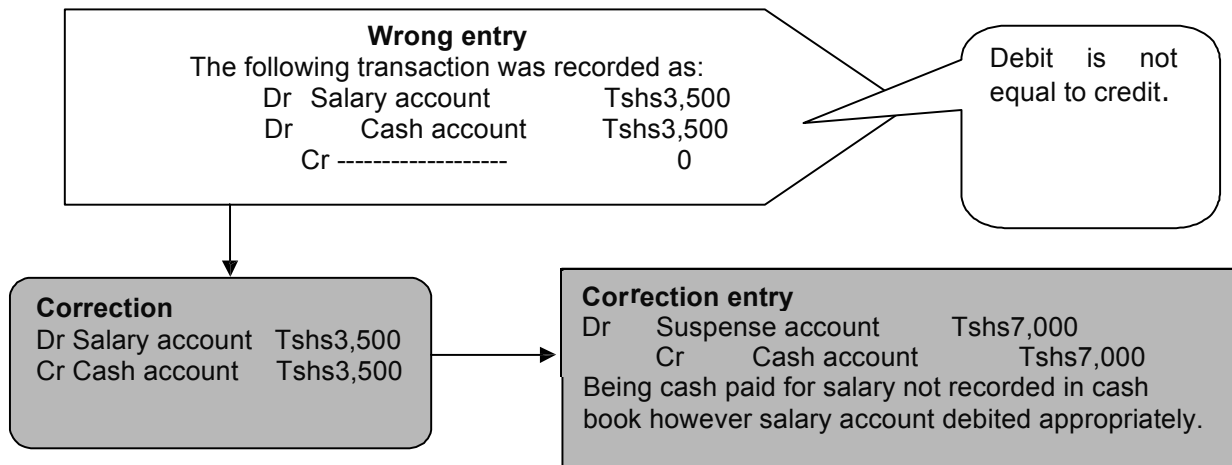 Wrong entry
The following transaction was recorded as:
Dr Salary account Tshs3,500
Dr Cash account Tshs3,500
Cr ------------------- 0
Debit is not
equal to credit.
Correction
Dr Salary account Tshs3,500
Cr Cash account Tshs3,500
Correction entry
Dr Suspense account Tshs7,000
Cr Cash account Tshs7,000
Being cash paid for salary not recorded in cash
book however salary account debited appropriately.